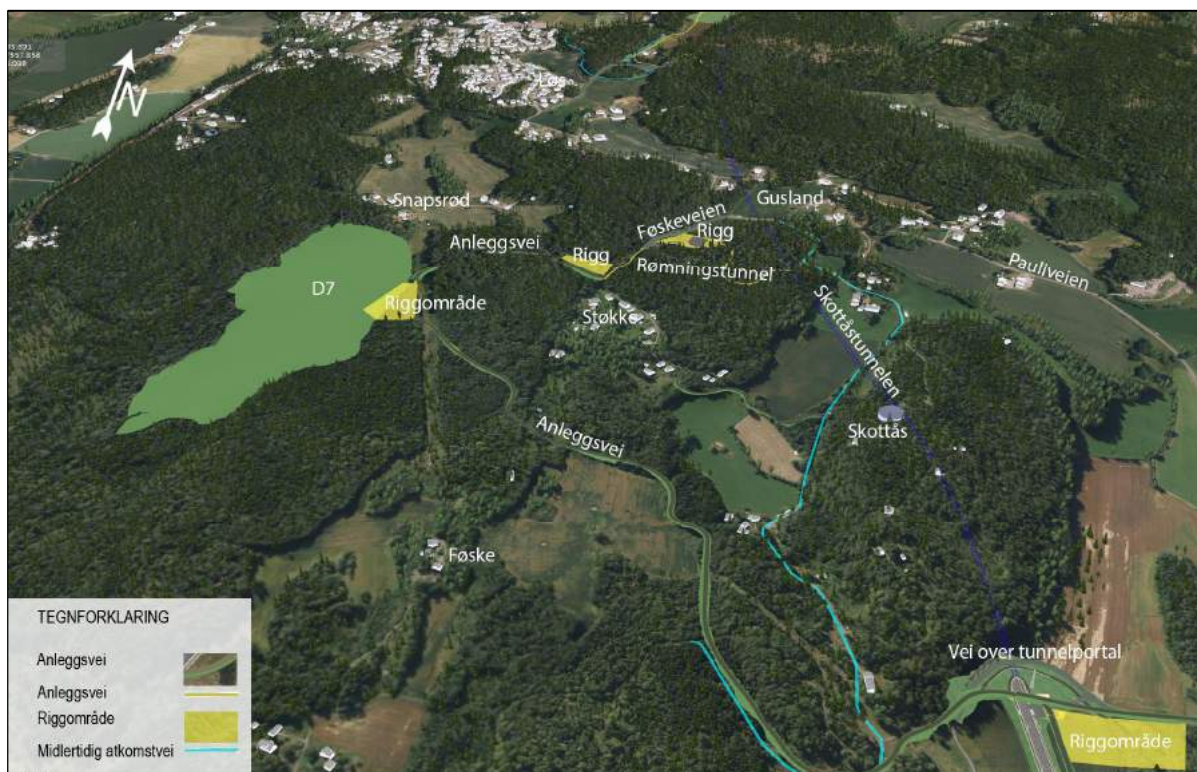 N
Snapsrød
Gusland
Føskeveien
Rigg
Anleggsvei
Rigg
Rømningstunnel
Pauliveien
D7
Riggområde
Støkke
Skottåstunnelen
Skottås
Anleggsvei
Føske
Vei over tunnelportal
Riggområde
TEGNFORKLARING
Anleggsvei
Anleggsvei
Riggområde
Midlertidig atkomstvei